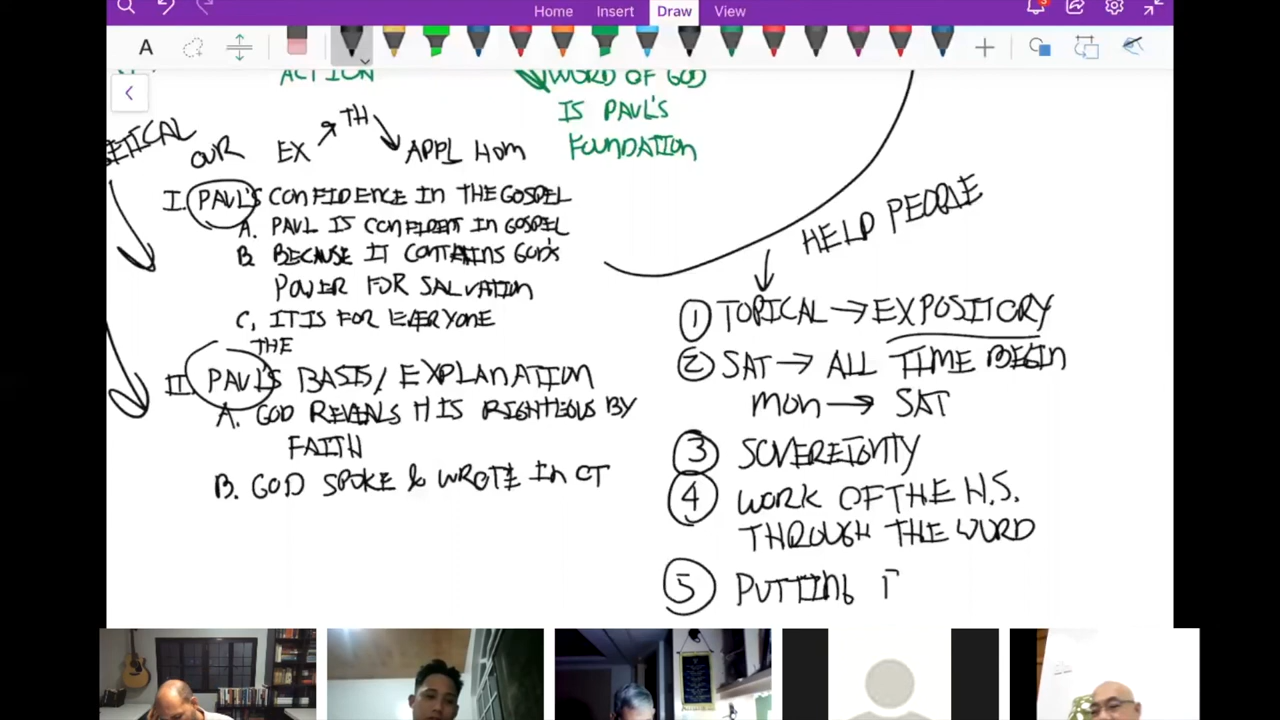 Home Insert Draw View
A
ACTION
WORD OF GOD
IS PAUL'S
FOUNDATION
OUR EX TH APPL HOM
I. PAUL'S CONFIDENCE IN THE GOSPEL
A. PAUL IS CONFIDENT IN GOSPEL
B. BECAUSE IT CONTAINS GOD'S
POWER FOR SALVATION
C. IT IS FOR EVERYONE
THE
II. PAUL'S BASIS/EXPLANATION
A. GOD REVEALS HIS RIGHTEOUS BY
FAITH
B. GOD SPOKE & WROTE IN OT
HELP PEOPLE
① TOPICAL → EXPOSITORY
② SAT → ALL TIME BEGIN
MON → SAT
③ SOVEREIGNTY
④ WORK OF THE H.S.
THROUGH THE WORD
⑤ PUTTING